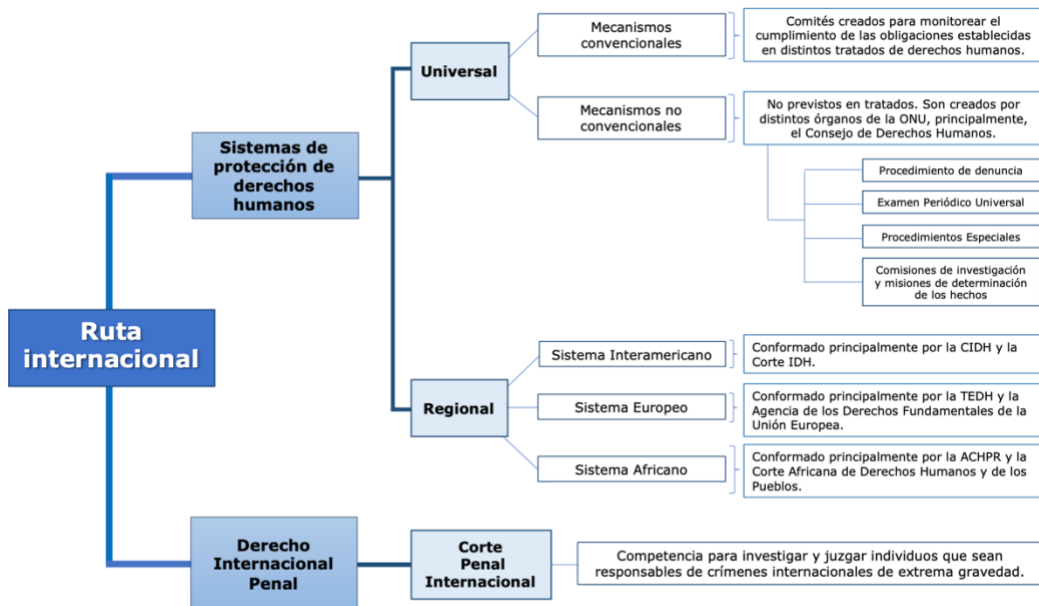 Ruta
internacional
Sistemas de
protección de
derechos
humanos
Universal
Mecanismos
convencionales
Comités creados para monitorear el
cumplimiento de las obligaciones establecidas
en distintos tratados de derechos humanos.
Mecanismos no
convencionales
No previstos en tratados. Son creados por
distintos órganos de la ONU, principalmente,
el Consejo de Derechos Humanos.
Procedimiento de denuncia
Examen Periódico Universal
Procedimientos Especiales
Comisiones de investigación
y misiones de determinación
de los hechos
Regional
Sistema Interamericano
Conformado principalmente por la CIDH y la
Corte IDH.
Sistema Europeo
Conformado principalmente por la TEDH y la
Agencia de los Derechos Fundamentales de la
Unión Europea.
Sistema Africano
Conformado principalmente por la ACHPR y la
Corte Africana de Derechos Humanos y de los
Pueblos.
Derecho
Internacional
Penal
Corte
Penal
Internacional
Competencia para investigar y juzgar individuos que sean
responsables de crímenes internacionales de extrema gravedad.